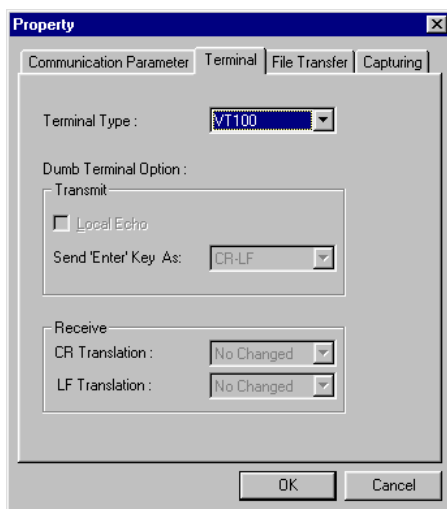 Property
Communication Parameter Terminal File Transfer Capturing
Terminal Type : VT100
Dumb Terminal Option :
Transmit
Local Echo
Send 'Enter' Key As: CR-LF
Receive
CR Translation : No Changed
LF Translation : No Changed
OK Cancel